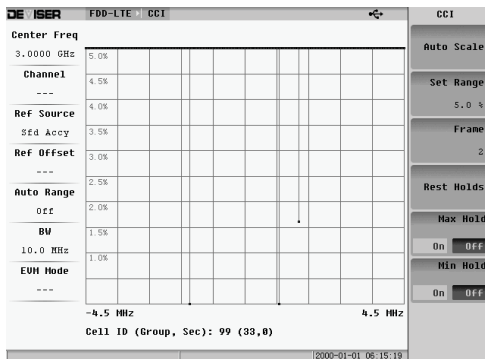 DEVISER
FDD-LTE CCI
CCI
Center Freq
3.0000 GHz
Channel
---
Ref Source
Sfd Accy
Ref Offset
---
Auto Range
Off
BW
10.0 MHz
EVM Mode
---
5.0%
4.5%
4.0%
3.5%
3.0%
2.5%
2.0%
1.5%
1.0%
-4.5 MHz
4.5 MHz
Cell ID (Group, Sec): 99 (33,0)
2000-01-01 06:15:19
Auto Scale
Set Range
5.0 %
Frame
2
Rest Holds
Max Hold
On Off
Min Hold
On Off